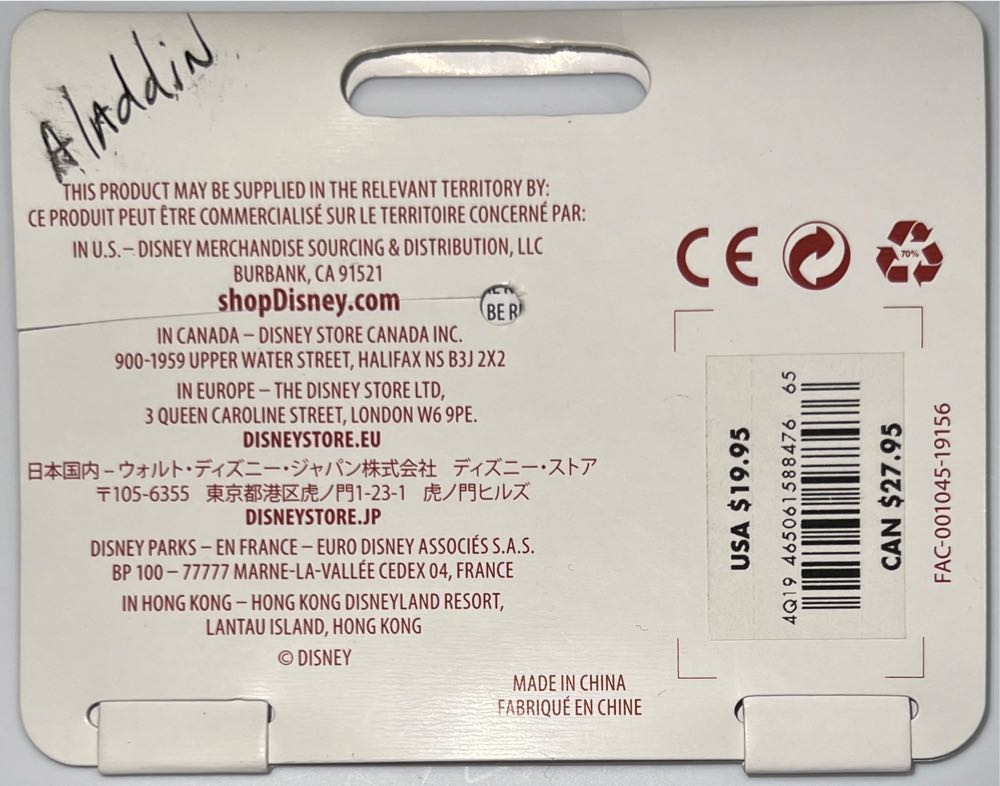 Aladdin
THIS PRODUCT MAY BE SUPPLIED IN THE RELEVANT TERRITORY BY:
CE PRODUIT PEUT ÊTRE COMMERCIALISÉ SUR LE TERRITOIRE CONCERNÉ PAR:
IN U.S. – DISNEY MERCHANDISE SOURCING & DISTRIBUTION, LLC
BURBANK, CA 91521
shopDisney.com
BE R
IN CANADA – DISNEY STORE CANADA INC.
900-1959 UPPER WATER STREET, HALIFAX NS B3J 2X2
IN EUROPE – THE DISNEY STORE LTD,
3 QUEEN CAROLINE STREET, LONDON W6 9PE.
DISNEYSTORE.EU
日本国内 – ウォルト・ディズニー・ジャパン株式会社 ディズニー・ストア
〒105-6355 東京都港区虎ノ門1-23-1 虎ノ門ヒルズ
DISNEYSTORE.JP
DISNEY PARKS – EN FRANCE – EURO DISNEY ASSOCIÉS S.A.S.
BP 100 – 77777 MARNE-LA-VALLÉE CEDEX 04, FRANCE
IN HONG KONG – HONG KONG DISNEYLAND RESORT,
LANTAU ISLAND, HONG KONG
© DISNEY
MADE IN CHINA
FABRIQUÉ EN CHINE
CE
70%
USA $19.95
4Q19 465061588476 65
CAN $27.95
FAC-001045-19156